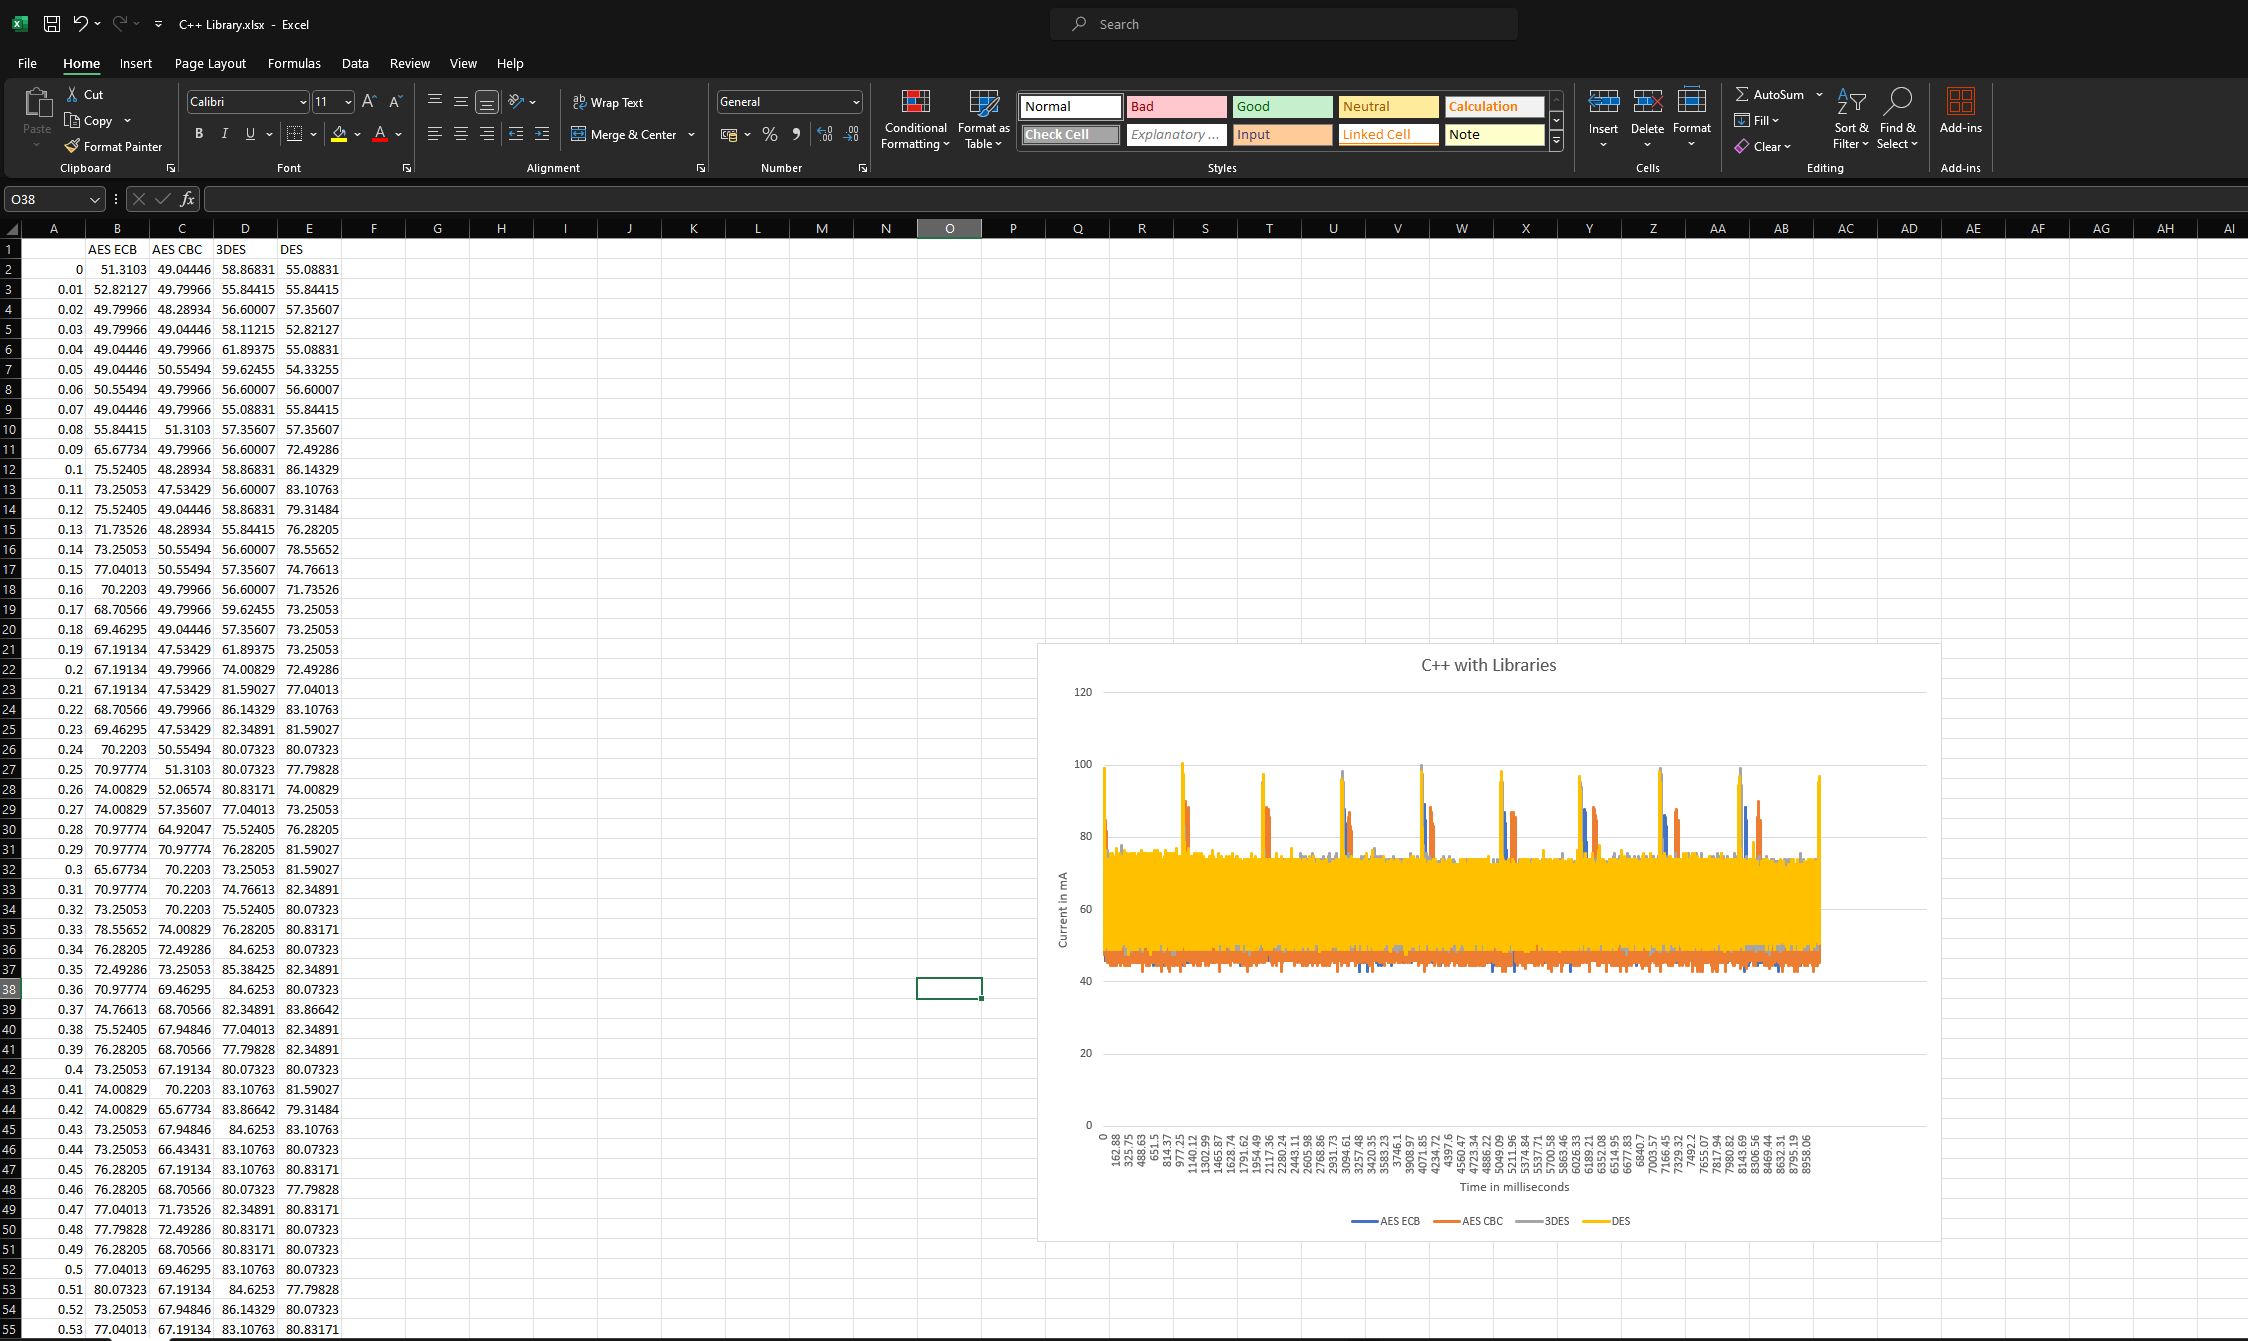 C++ Library.xlsx - Excel
Search
File Home Insert Page Layout Formulas Data Review View Help
Paste
Cut
Copy
Format Painter
Clipboard
Calibri 11
B I U
Font
Wrap Text
Merge & Center
Alignment
General
Number
Conditional Formatting
Format as Table
Normal Bad Good Neutral Calculation
Check Cell Explanatory ... Input Linked Cell Note
Styles
Insert Delete Format
Cells
AutoSum
Fill
Clear
Sort & Filter
Find & Select
Editing
Add-ins
Add-ins
O38 fx
A B C D E F G H I J K L M N O P Q R S T U V W X Y Z AA AB AC AD AE AF AG AH AI
1 AES ECB AES CBC 3DES DES
2 0 51.3103 49.04446 58.86831 55.08831
3 0.01 52.82127 49.79966 55.84415 55.84415
4 0.02 49.79966 48.28934 56.60007 57.35607
5 0.03 49.79966 49.04446 58.11215 52.82127
6 0.04 49.04446 49.79966 61.89375 55.08831
7 0.05 49.04446 50.55494 59.62455 54.33255
8 0.06 50.55494 49.79966 56.60007 56.60007
9 0.07 49.04446 49.79966 55.08831 55.84415
10 0.08 55.84415 51.3103 57.35607 57.35607
11 0.09 65.67734 49.79966 56.60007 72.49286
12 0.1 75.52405 48.28934 58.86831 86.14329
13 0.11 73.25053 47.53429 56.60007 83.10763
14 0.12 75.52405 49.04446 58.86831 79.31484
15 0.13 71.73526 48.28934 55.84415 76.28205
16 0.14 73.25053 50.55494 56.60007 78.55652
17 0.15 77.04013 50.55494 57.35607 74.76613
18 0.16 70.2203 49.79966 56.60007 71.73526
19 0.17 68.70566 49.79966 59.62455 73.25053
20 0.18 69.46295 49.04446 57.35607 73.25053
21 0.19 67.19134 47.53429 61.89375 73.25053
22 0.2 67.19134 49.79966 74.00829 72.49286
23 0.21 67.19134 47.53429 81.59027 77.04013
24 0.22 68.70566 49.79966 86.14329 83.10763
25 0.23 69.46295 47.53429 82.34891 81.59027
26 0.24 70.2203 50.55494 80.07323 80.07323
27 0.25 70.97774 51.3103 80.07323 77.79828
28 0.26 74.00829 52.06574 80.83171 74.00829
29 0.27 74.00829 57.35607 77.04013 73.25053
30 0.28 70.97774 64.92047 75.52405 76.28205
31 0.29 70.97774 70.97774 76.28205 81.59027
32 0.3 65.67734 70.2203 73.25053 81.59027
33 0.31 70.97774 70.2203 74.76613 82.34891
34 0.32 73.25053 70.2203 75.52405 80.07323
35 0.33 78.55652 74.00829 76.28205 80.83171
36 0.34 76.28205 72.49286 84.6253 80.07323
37 0.35 72.49286 73.25053 85.38425 82.34891
38 0.36 70.97774 69.46295 84.6253 80.07323
39 0.37 74.76613 68.70566 82.34891 83.86642
40 0.38 75.52405 67.94846 77.04013 82.34891
41 0.39 76.28205 68.70566 77.79828 82.34891
42 0.4 73.25053 67.19134 80.07323 80.07323
43 0.41 74.00829 70.2203 83.10763 81.59027
44 0.42 74.00829 65.67734 83.86642 79.31484
45 0.43 73.25053 67.94846 84.6253 83.10763
46 0.44 73.25053 66.43431 83.10763 80.07323
47 0.45 76.28205 67.19134 83.10763 80.83171
48 0.46 76.28205 68.70566 80.07323 77.79828
49 0.47 77.04013 71.73526 82.34891 80.83171
50 0.48 77.79828 72.49286 80.83171 80.07323
51 0.49 76.28205 68.70566 80.83171 80.07323
52 0.5 77.04013 69.46295 83.10763 80.07323
53 0.51 80.07323 67.19134 84.6253 77.79828
54 0.52 73.25053 67.94846 86.14329 80.07323
55 0.53 77.04013 67.19134 83.10763 80.83171
C++ with Libraries
120
100
80
60
40
20
0
Current in mA
0 162.88 325.75 488.63 651.5 814.37 977.25 1140.12 1302.99 1465.87 1628.74 1791.62 1954.49 2117.36 2280.24 2443.11 2605.98 2768.86 2931.73 3094.61 3257.48 3420.35 3583.23 3746.1 3908.97 4071.85 4234.72 4397.6 4560.47 4723.34 4886.22 5049.09 5211.96 5374.84 5537.71 5700.58 5863.46 6026.33 6189.21 6352.08 6514.95 6677.83 6840.7 7003.57 7166.45 7329.32 7492.2 7655.07 7817.94 7980.82 8143.69 8306.56 8469.44 8632.31 8795.19 8958.06
Time in milliseconds
AES ECB AES CBC 3DES DES